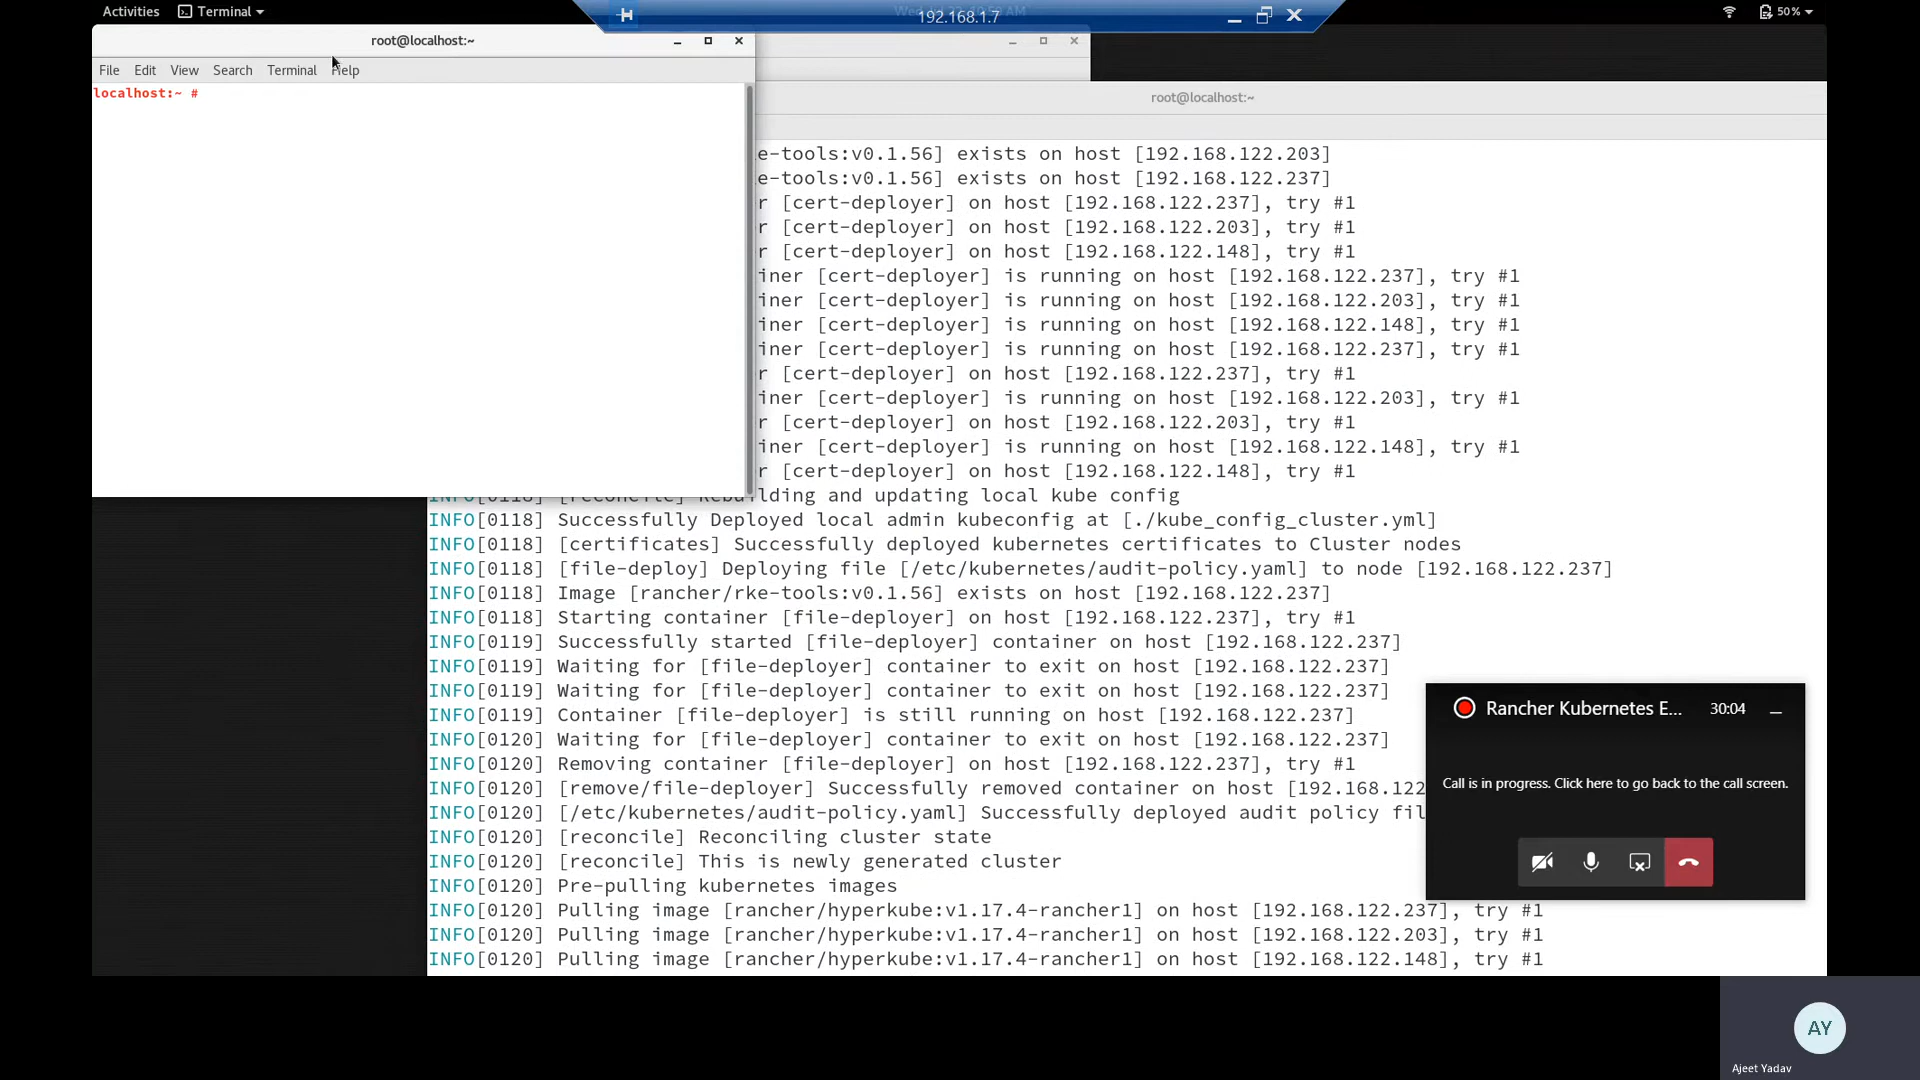 Activities
Terminal
192.168.1.7
50%
root@localhost:~
File Edit View Search Terminal Help
localhost:~ #
root@localhost:~
e-tools:v0.1.56] exists on host [192.168.122.203]
e-tools:v0.1.56] exists on host [192.168.122.237]
r [cert-deployer] on host [192.168.122.237], try #1
r [cert-deployer] on host [192.168.122.203], try #1
r [cert-deployer] on host [192.168.122.148], try #1
iner [cert-deployer] is running on host [192.168.122.237], try #1
iner [cert-deployer] is running on host [192.168.122.203], try #1
iner [cert-deployer] is running on host [192.168.122.148], try #1
iner [cert-deployer] is running on host [192.168.122.237], try #1
r [cert-deployer] on host [192.168.122.237], try #1
iner [cert-deployer] is running on host [192.168.122.203], try #1
r [cert-deployer] on host [192.168.122.203], try #1
iner [cert-deployer] is running on host [192.168.122.148], try #1
r [cert-deployer] on host [192.168.122.148], try #1
INFO[0118] [reconcile] Rebuilding and updating local kube config
INFO[0118] Successfully Deployed local admin kubeconfig at [./kube_config_cluster.yml]
INFO[0118] [certificates] Successfully deployed kubernetes certificates to Cluster nodes
INFO[0118] [file-deploy] Deploying file [/etc/kubernetes/audit-policy.yaml] to node [192.168.122.237]
INFO[0118] Image [rancher/rke-tools:v0.1.56] exists on host [192.168.122.237]
INFO[0118] Starting container [file-deployer] on host [192.168.122.237], try #1
INFO[0119] Successfully started [file-deployer] container on host [192.168.122.237]
INFO[0119] Waiting for [file-deployer] container to exit on host [192.168.122.237]
INFO[0119] Waiting for [file-deployer] container to exit on host [192.168.122.237]
INFO[0119] Container [file-deployer] is still running on host [192.168.122.237]
INFO[0120] Waiting for [file-deployer] container to exit on host [192.168.122.237]
INFO[0120] Removing container [file-deployer] on host [192.168.122.237], try #1
INFO[0120] [remove/file-deployer] Successfully removed container on host [192.168.122
INFO[0120] [/etc/kubernetes/audit-policy.yaml] Successfully deployed audit policy fil
INFO[0120] [reconcile] Reconciling cluster state
INFO[0120] [reconcile] This is newly generated cluster
INFO[0120] Pre-pulling kubernetes images
INFO[0120] Pulling image [rancher/hyperkube:v1.17.4-rancher1] on host [192.168.122.237], try #1
INFO[0120] Pulling image [rancher/hyperkube:v1.17.4-rancher1] on host [192.168.122.203], try #1
INFO[0120] Pulling image [rancher/hyperkube:v1.17.4-rancher1] on host [192.168.122.148], try #1
Rancher Kubernetes E... 30:04
Call is in progress. Click here to go back to the call screen.
AY
Ajeet Yadav